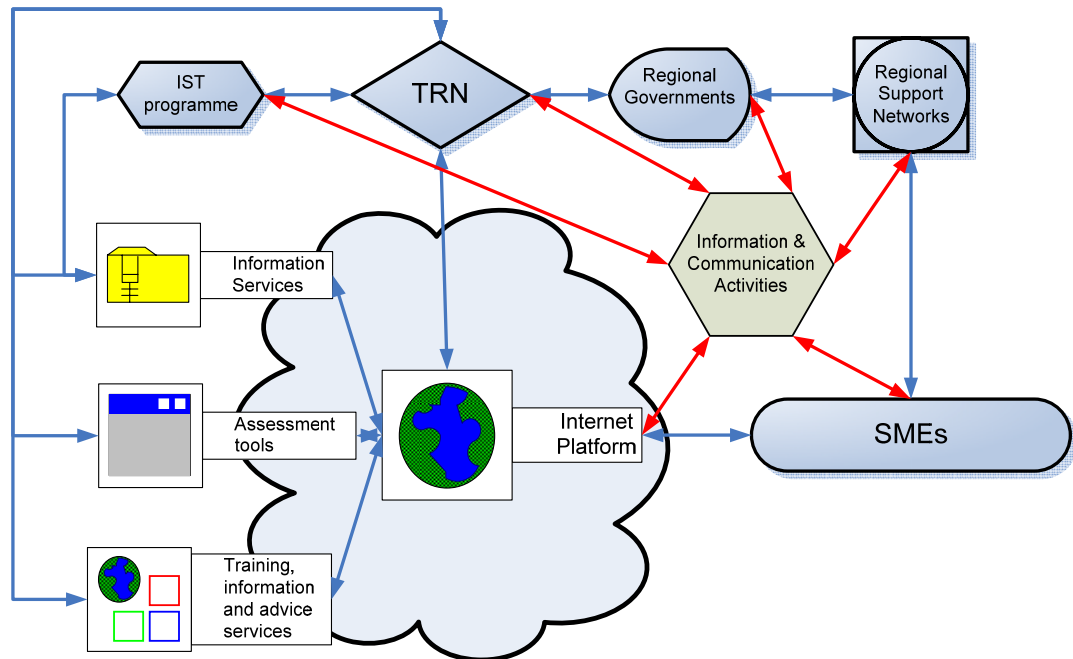 IST
programme
TRN
Regional
Governments
Regional
Support
Networks
Information &
Communication
Activities
Information
Services
Assessment
tools
Internet
Platform
SMEs
Training,
information
and advice
services